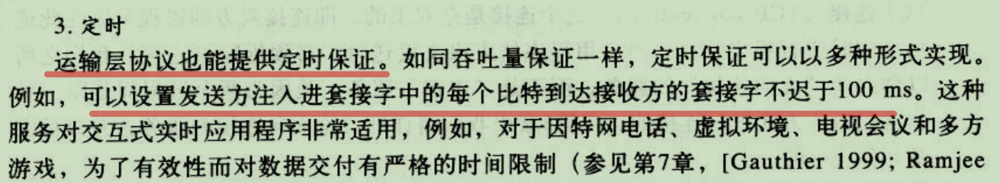 3. 定时
运输层协议也能提供定时保证。如同吞吐量保证一样，定时保证可以以多种形式实现。
例如，可以设置发送方注入进套接字中的每个比特到达接收方的套接字不迟于100 ms。这种
服务对交互式实时应用程序非常适用，例如，对于因特网电话、虚拟环境、电视会议和多方
游戏，为了有效性而对数据交付有严格的时间限制（参见第7章，[Gauthier 1999; Ramjee